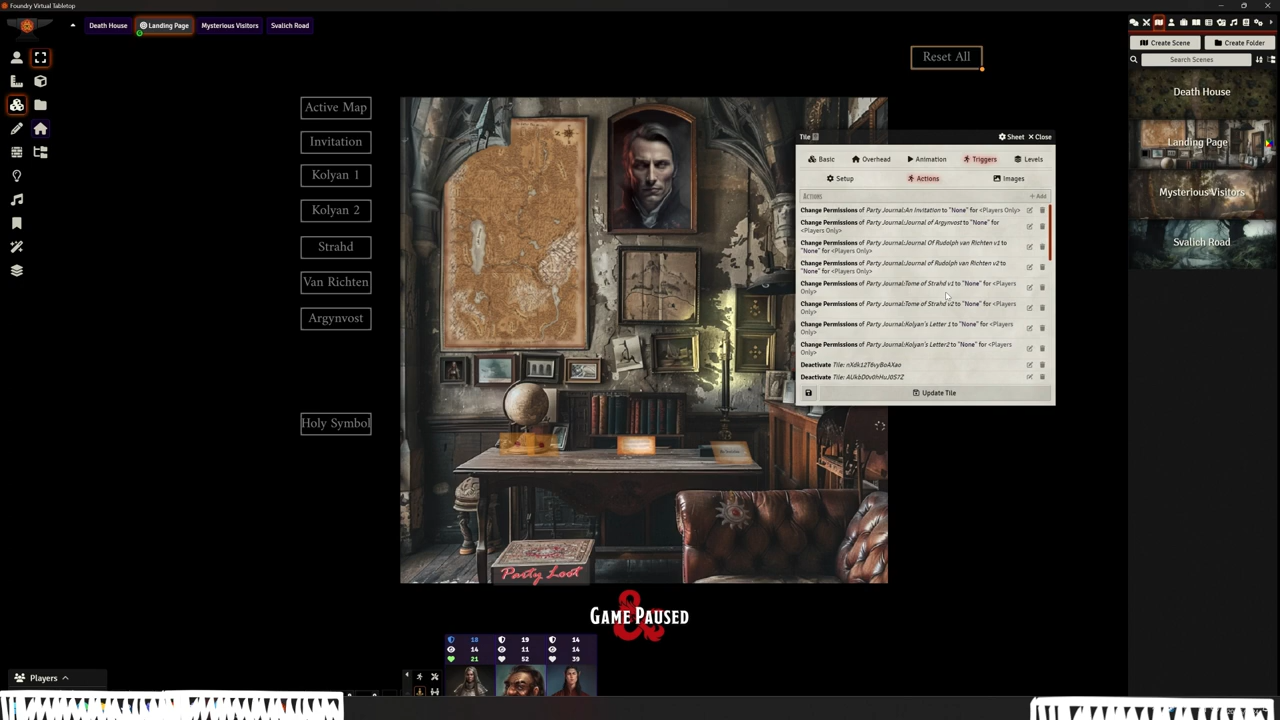 Foundry Virtual Tabletop
Death House
Landing Page
Mysterious Visitors
Svalich Road
Reset All
Active Map
Invitation
Kolyan 1
Kolyan 2
Strahd
Van Richten
Argynvost
Holy Symbol
Tile
Sheet
Close
Basic
Overhead
Animation
Triggers
Levels
Setup
Actions
Images
Actions
+ Add
Change Permissions of Party Journal:An Invitation to "None" for <Players Only>
Change Permissions of Party Journal:Journal of Argynvost to "None" for
<Players Only>
Change Permissions of Party Journal:Journal Of Rudolph van Richten v1 to
"None" for <Players Only>
Change Permissions of Party Journal:Journal of Rudolph van Richten v2 to
"None" for <Players Only>
Change Permissions of Party Journal:Tome of Strahd v1 to "None" for <Players
Only>
Change Permissions of Party Journal:Tome of Strahd v2 to "None" for <Players
Only>
Change Permissions of Party Journal:Kolyan's Letter 1 to "None" for <Players
Only>
Change Permissions of Party Journal:Kolyan's Letter2 to "None" for <Players
Only>
Deactivate Tile: nXdk12T6vyBoAXao
Deactivate Tile: AUkbD0v0hHuJ0S7Z
Update Tile
Party Loot
Game Paused
18
14
21
19
11
52
14
14
39
Players
Create Scene
Create Folder
Search Scenes
Death House
Landing Page
Mysterious Visitors
Svalich Road